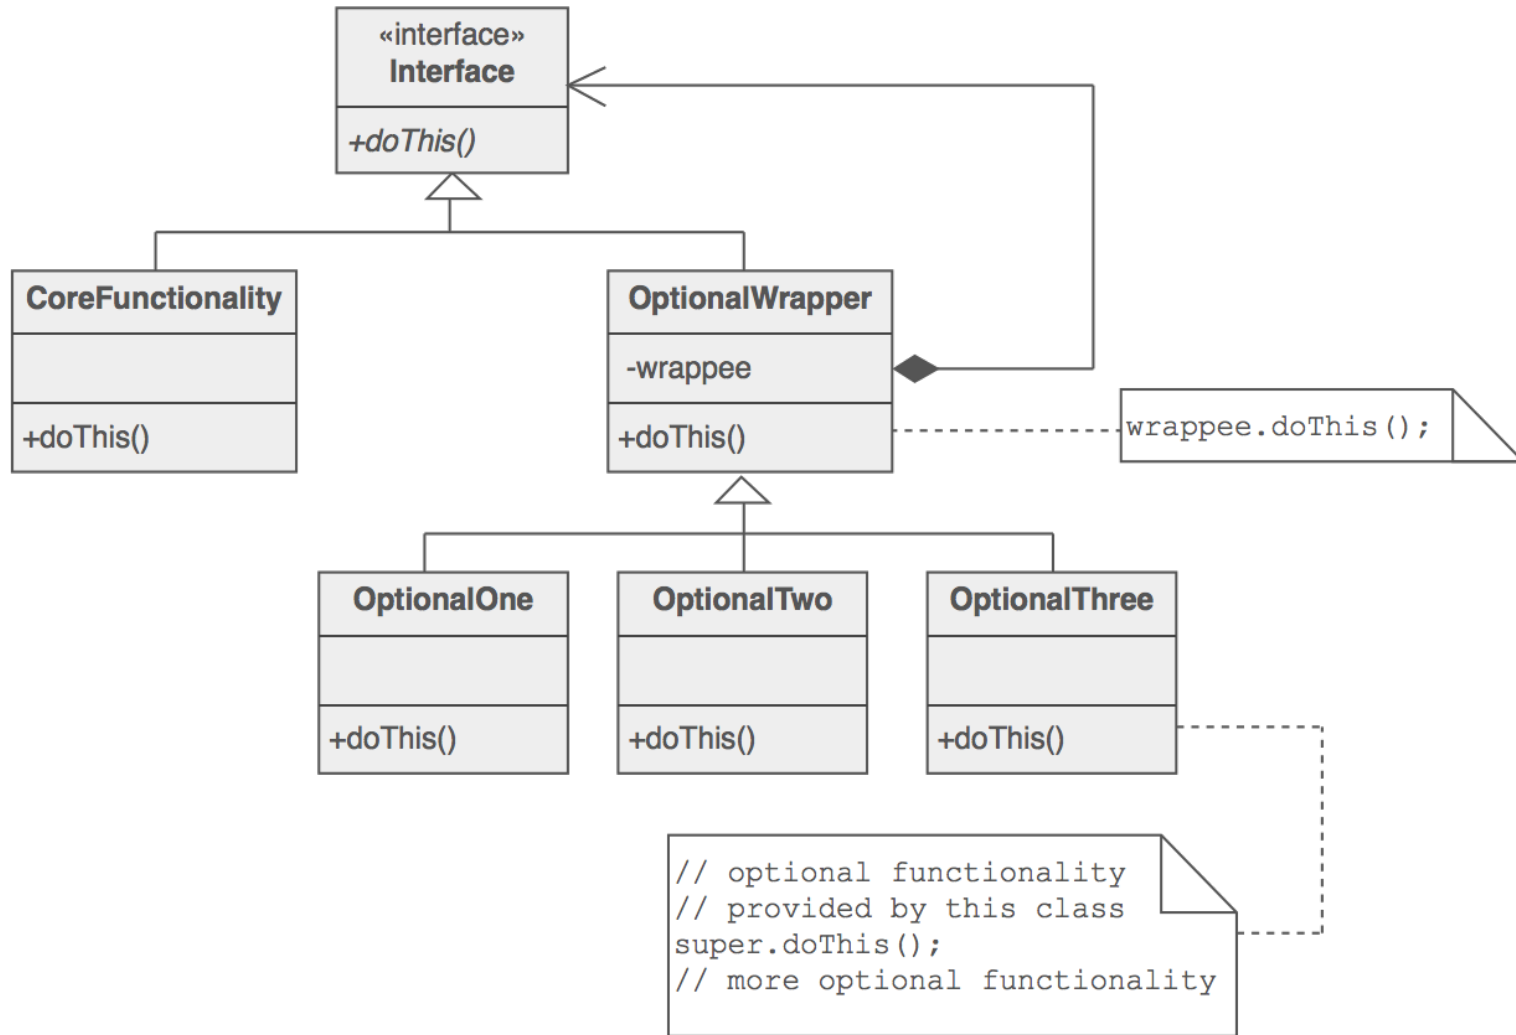 «interface»
Interface
+doThis()
CoreFunctionality
+doThis()
OptionalWrapper
-wrappee
+doThis()
wrappee.doThis();
OptionalOne
+doThis()
OptionalTwo
+doThis()
OptionalThree
+doThis()
// optional functionality
// provided by this class
super.doThis();
// more optional functionality